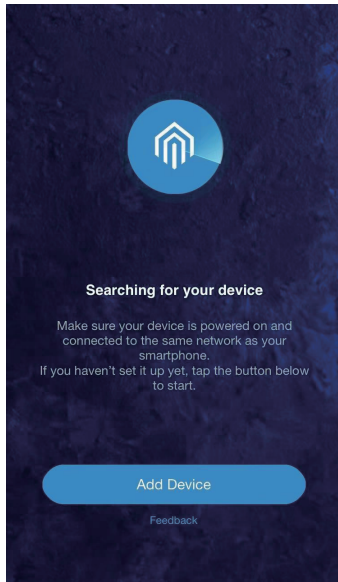 Searching for your device
Make sure your device is powered on and
connected to the same network as your
smartphone.
If you haven't set it up yet, tap the button below
to start.
Add Device
Feedback